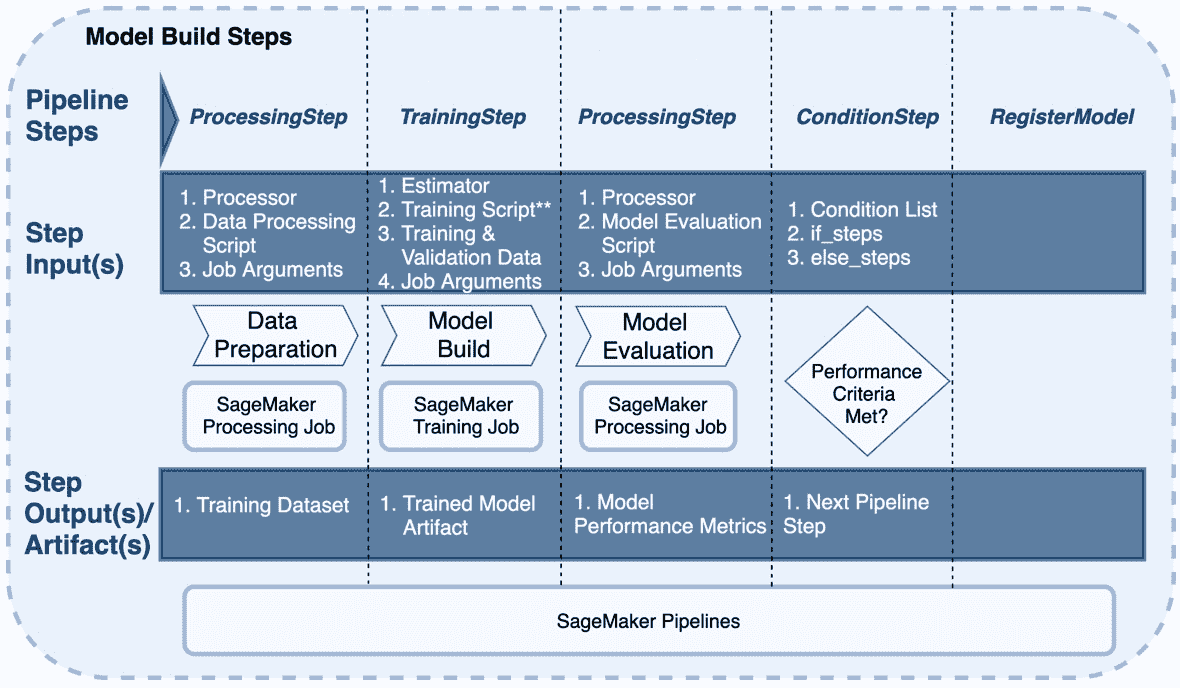 Model Build Steps
Pipeline
Steps
ProcessingStep
TrainingStep
ProcessingStep
ConditionStep
RegisterModel
Step
Input(s)
1. Processor
2. Data Processing
Script
3. Job Arguments
1. Estimator
2. Training Script**
3. Training &
Validation Data
4. Job Arguments
1. Processor
2. Model Evaluation
Script
3. Job Arguments
1. Condition List
2. if_steps
3. else_steps
Data
Preparation
Model
Build
Model
Evaluation
Performance
Criteria
Met?
SageMaker
Processing Job
SageMaker
Training Job
SageMaker
Processing Job
Step
Output(s)/
Artifact(s)
1. Training Dataset
1. Trained Model
Artifact
1. Model
Performance Metrics
1. Next Pipeline
Step
SageMaker Pipelines